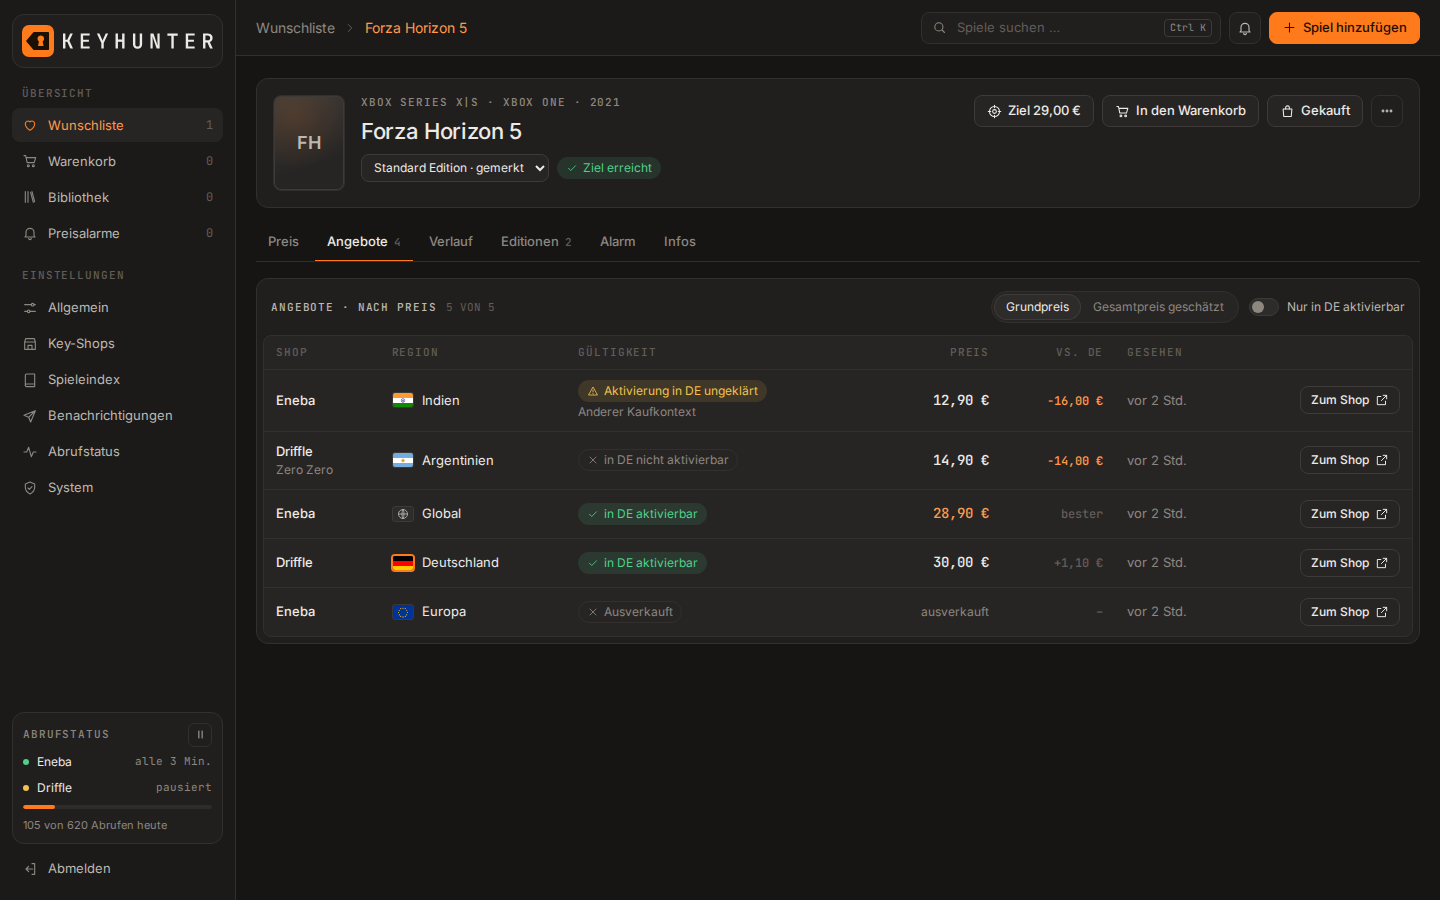 KEYHUNTER
Wunschliste
Forza Horizon 5
Spiele suchen ...
Ctrl K
Spiel hinzufügen
ÜBERSICHT
Wunschliste 1
Warenkorb 0
Bibliothek 0
Preisalarme 0
EINSTELLUNGEN
Allgemein
Key-Shops
Spieleindex
Benachrichtigungen
Abrufstatus
System
ABRUFSTATUS
Eneba alle 3 Min.
Driffle pausiert
105 von 620 Abrufen heute
Abmelden
FH
XBOX SERIES X|S · XBOX ONE · 2021
Forza Horizon 5
Standard Edition · gemerkt
Ziel erreicht
Ziel 29,00 €
In den Warenkorb
Gekauft
Preis
Angebote 4
Verlauf
Editionen 2
Alarm
Infos
ANGEBOTE · NACH PREIS 5 VON 5
Grundpreis
Gesamtpreis geschätzt
Nur in DE aktivierbar
SHOP REGION GÜLTIGKEIT PREIS VS. DE GESEHEN
Eneba Indien Aktivierung in DE ungeklärt 12,90 € -16,00 € vor 2 Std. Zum Shop
Anderer Kaufkontext
Driffle Argentinien in DE nicht aktivierbar 14,90 € -14,00 € vor 2 Std. Zum Shop
Zero Zero
Eneba Global in DE aktivierbar 28,90 € bester vor 2 Std. Zum Shop
Driffle Deutschland in DE aktivierbar 30,00 € +1,10 € vor 2 Std. Zum Shop
Eneba Europa Ausverkauft ausverkauft – vor 2 Std. Zum Shop